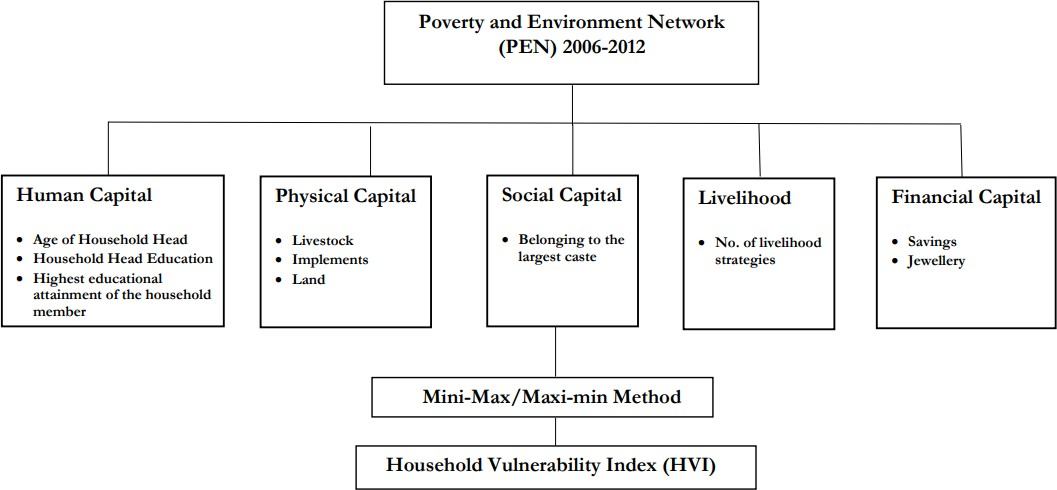 Poverty and Environment Network
(PEN) 2006-2012
Human Capital
• Age of Household Head
• Household Head Education
• Highest educational
attainment of the household
member
Physical Capital
• Livestock
• Implements
• Land
Social Capital
• Belonging to the
largest caste
Livelihood
• No. of livelihood
strategies
Financial Capital
• Savings
• Jewellery
Mini-Max/Maxi-min Method
Household Vulnerability Index (HVI)